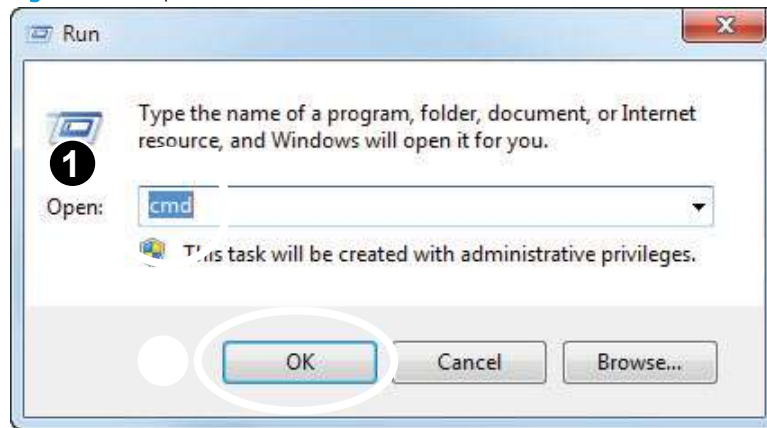 Run
Type the name of a program, folder, document, or Internet
resource, and Windows will open it for you.
1
Open: cmd
task will be created with administrative privileges.
OK Cancel Browse...